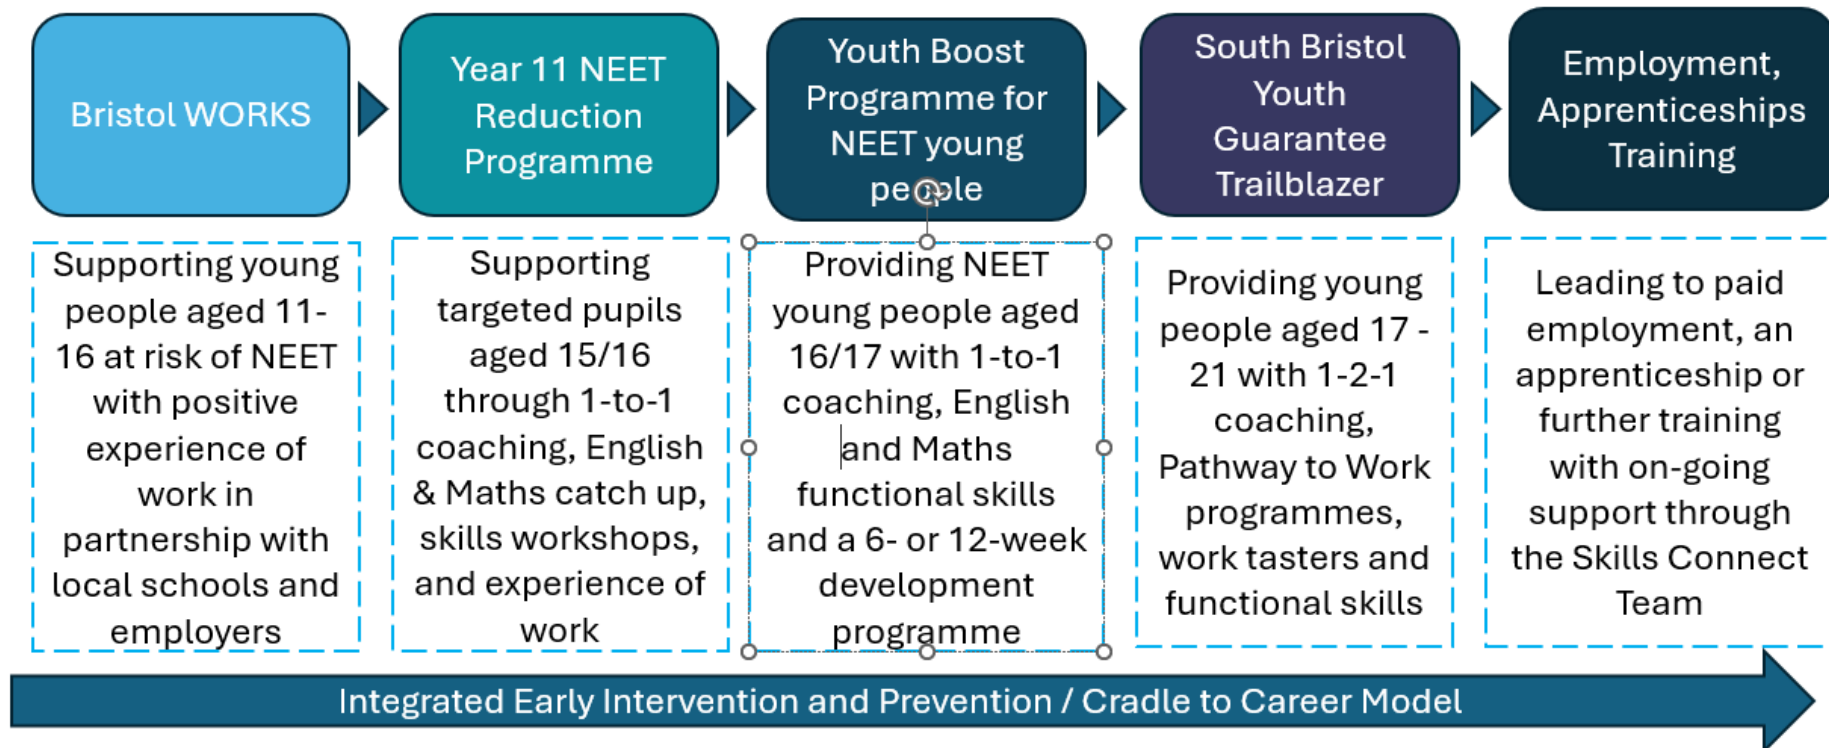 Bristol WORKS
Year 11 NEET
Reduction
Programme
Youth Boost
Programme for
NEET young
people
South Bristol
Youth
Guarantee
Trailblazer
Employment,
Apprenticeships
Training
Supporting young
people aged 11-
16 at risk of NEET
with positive
experience of
work in
partnership with
local schools and
employers
Supporting
targeted pupils
aged 15/16
through 1-to-1
coaching, English
& Maths catch up,
skills workshops,
and experience of
work
Providing NEET
young people aged
16/17 with 1-to-1
coaching, English
and Maths
functional skills
and a 6- or 12-week
development
programme
Providing young
people aged 17 -
21 with 1-2-1
coaching,
Pathway to Work
programmes,
work tasters and
functional skills
Leading to paid
employment, an
apprenticeship or
further training
with on-going
support through
the Skills Connect
Team
Integrated Early Intervention and Prevention / Cradle to Career Model